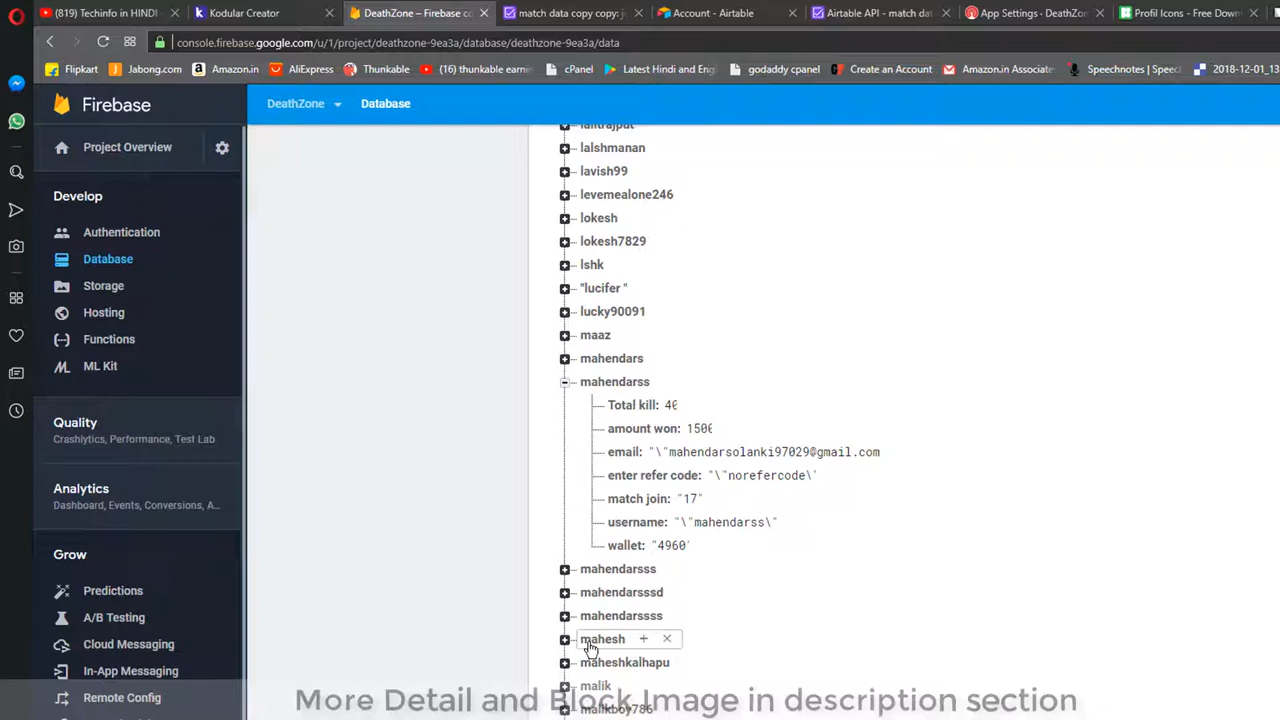 (819) Techinfo in HINDI -
Kodular Creator
DeathZone – Firebase co
match data copy copy:
Account - Airtable
Airtable API - match da
App Settings · DeathZo
Profil Icons - Free Down
console.firebase.google.com/u/1/project/deathzone-9ea3a/database/deathzone-9ea3a/data
Flipkart
Jabong.com
Amazon.in
AliExpress
Thunkable
(16) thunkable earnin
cPanel
Latest Hindi and Eng
godaddy cpanel
Create an Account
Amazon.in Associate
Speechnotes | Speec
2018-12-01_13
Firebase
DeathZone
Database
Project Overview
Develop
Authentication
Database
Storage
Hosting
Functions
ML Kit
Quality
Crashlytics, Performance, Test Lab
Analytics
Dashboard, Events, Conversions, A...
Grow
Predictions
A/B Testing
Cloud Messaging
In-App Messaging
Remote Config
lalitrajput
lalshmanan
lavish99
levemealone246
lokesh
lokesh7829
lshk
"lucifer "
lucky90091
maaz
mahendars
mahendarss
Total kill: 40
amount won: 1500
email: "\"mahendarsolanki97029@gmail.com
enter refer code: "\"norefercode\"
match join: "17"
username: "\"mahendarss\"
wallet: "4960"
mahendarsss
mahendarsssd
mahendarssss
mahesh
maheshkalhapu
malik
malikboy786
More Detail and Block Image in description section